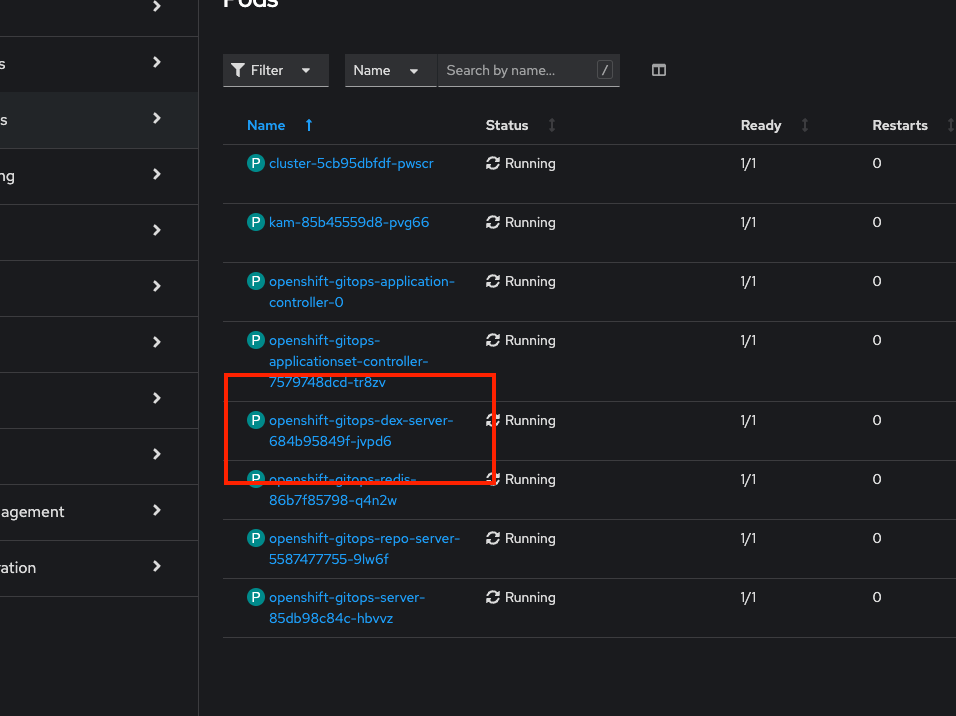 Pods
Filter
Name
Search by name...
/
Name
Status
Ready
Restarts
P cluster-5cb95dbfdf-pwscr
Running
1/1
0
P kam-85b45559d8-pvg66
Running
1/1
0
P openshift-gitops-application-
controller-0
Running
1/1
0
P openshift-gitops-
applicationset-controller-
7579748dcd-tr8zv
Running
1/1
0
P openshift-gitops-dex-server-
684b95849f-jvpd6
Running
1/1
0
P openshift-gitops-redis-
86b7f85798-q4n2w
Running
1/1
0
P openshift-gitops-repo-server-
5587477755-9lw6f
Running
1/1
0
P openshift-gitops-server-
85db98c84c-hbvvz
Running
1/1
0
s
s
ng
agement
ation